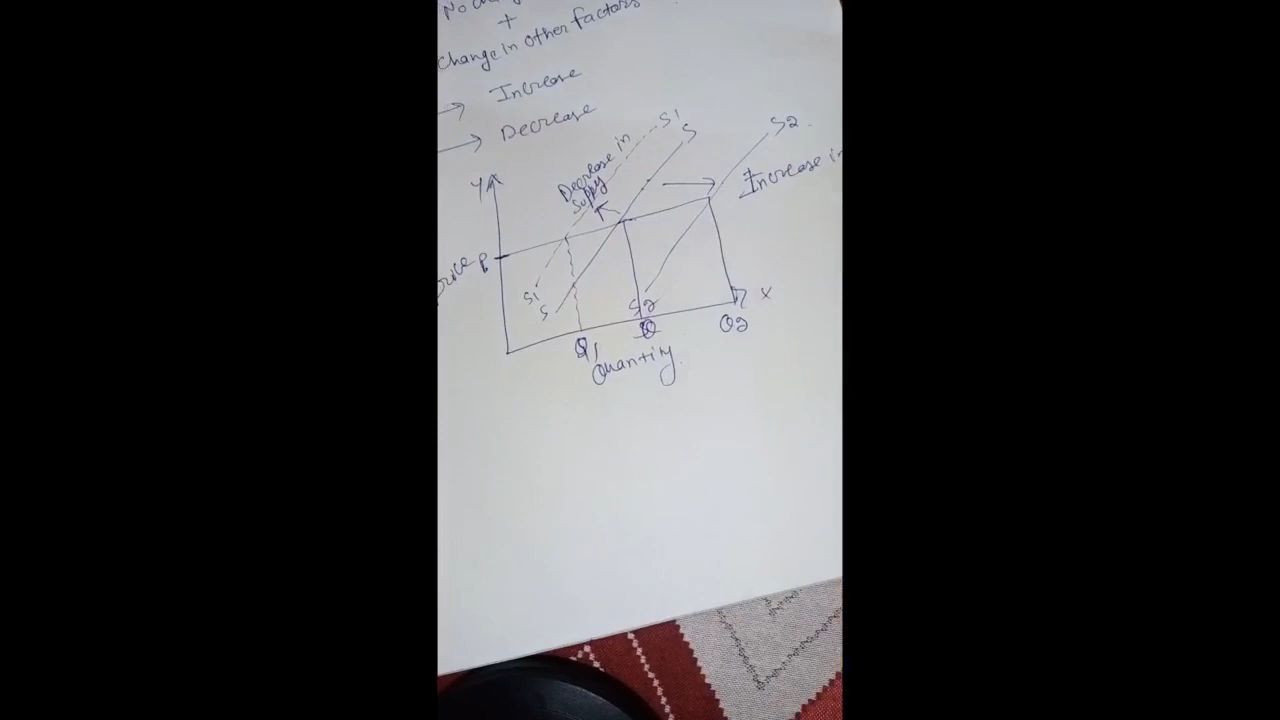 No
+
change in other factors
→ Increase
→ Decrease
S1
S
S2
Decrease in
Supply
Increase in
Y
Price P
S1
S
S2
X
Q1
Q
Q2
Quantity